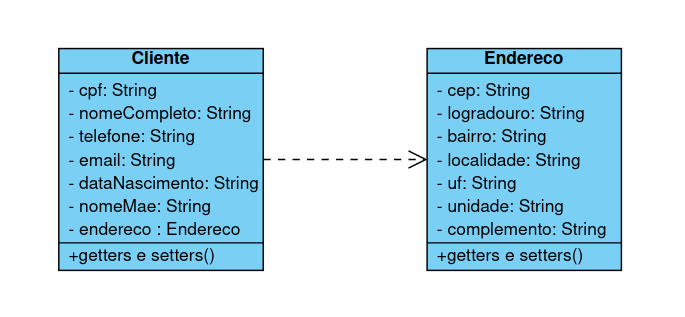 Cliente
- cpf: String
- nomeCompleto: String
- telefone: String
- email: String
- dataNascimento: String
- nomeMae: String
- endereco : Endereco
+getters e setters()
Endereco
- cep: String
- logradouro: String
- bairro: String
- localidade: String
- uf: String
- unidade: String
- complemento: String
+getters e setters()